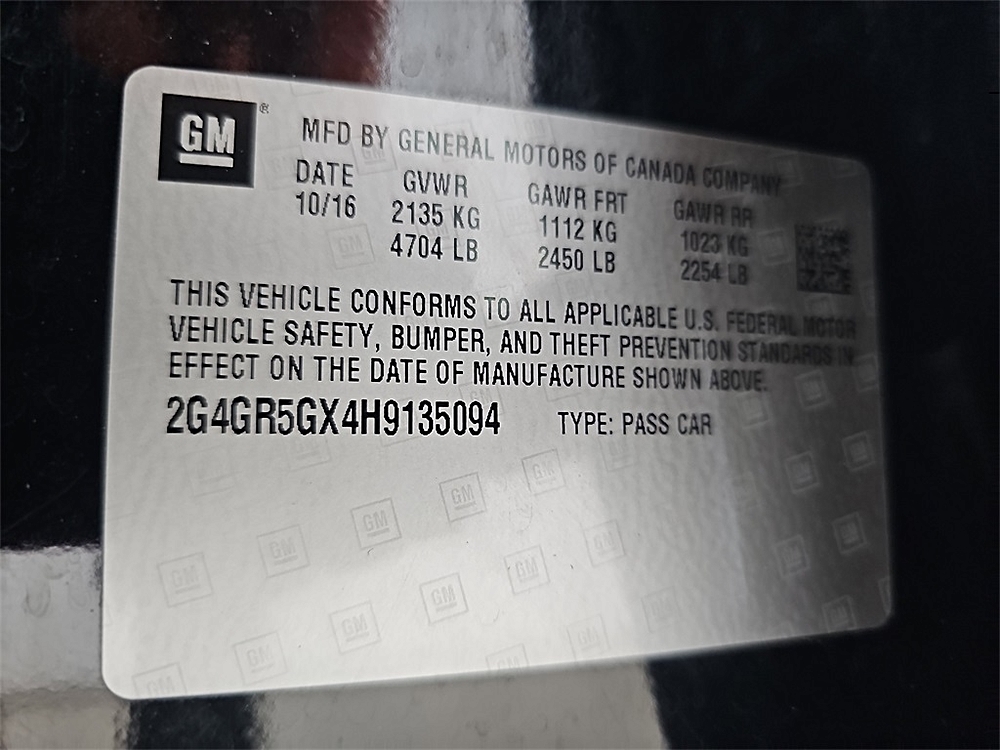 GM ®
MFD BY GENERAL MOTORS OF CANADA COMPANY
DATE GVWR GAWR FRT GAWR RR
10/16 2135 KG 1112 KG 1023 KG
4704 LB 2450 LB 2254 LB
THIS VEHICLE CONFORMS TO ALL APPLICABLE U.S. FEDERAL MOTOR
VEHICLE SAFETY, BUMPER, AND THEFT PREVENTION STANDARDS IN
EFFECT ON THE DATE OF MANUFACTURE SHOWN ABOVE.
2G4GR5GX4H9135094 TYPE: PASS CAR